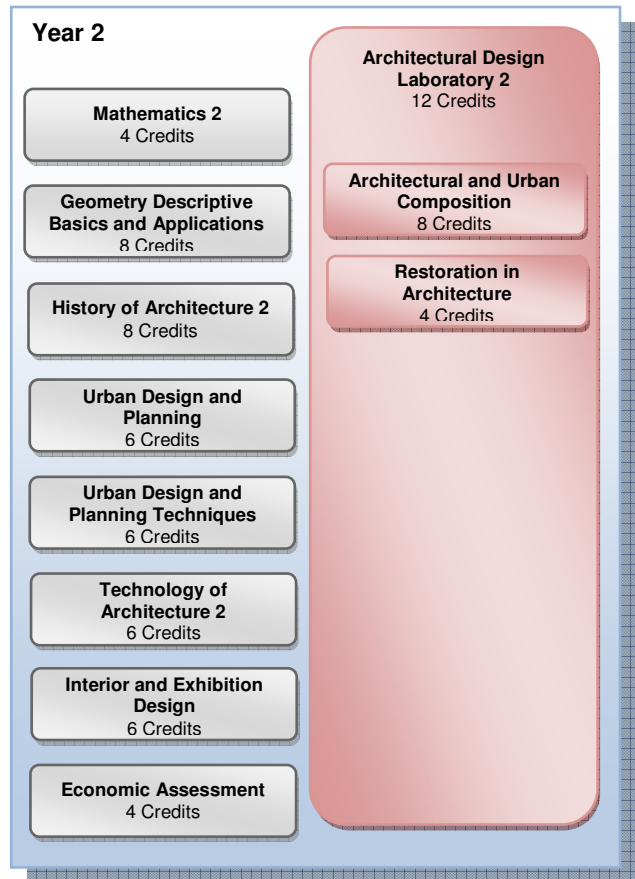 Year 2
Mathematics 2
4 Credits
Geometry Descriptive
Basics and Applications
8 Credits
History of Architecture 2
8 Credits
Urban Design and
Planning
6 Credits
Urban Design and
Planning Techniques
6 Credits
Technology of
Architecture 2
6 Credits
Interior and Exhibition
Design
6 Credits
Economic Assessment
4 Credits
Architectural Design
Laboratory 2
12 Credits
Architectural and Urban
Composition
8 Credits
Restoration in
Architecture
4 Credits